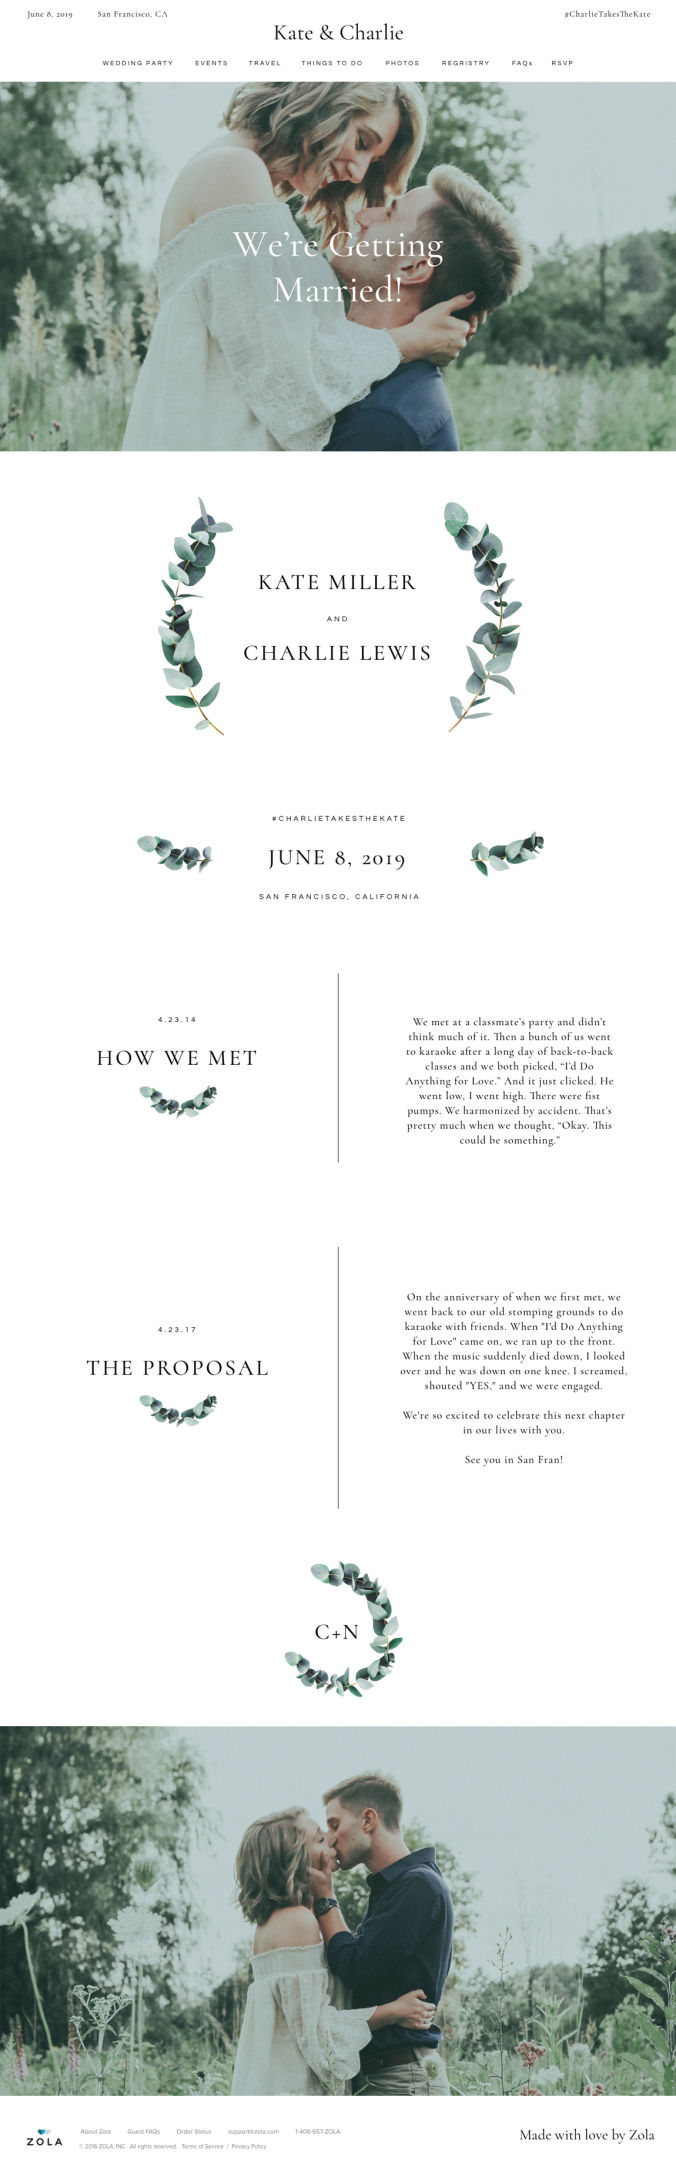 June 8, 2019 San Francisco, CA #CharlieTakesTheKate
Kate & Charlie
WEDDING PARTY EVENTS TRAVEL THINGS TO DO PHOTOS REGRISTRY FAQs RSVP
We're Getting
Married!
KATE MILLER
AND
CHARLIE LEWIS
#CHARLIETAKESTHEKATE
JUNE 8, 2019
SAN FRANCISCO, CALIFORNIA
4.23.14
HOW WE MET
We met at a classmate's party and didn't
think much of it. Then a bunch of us went
to karaoke after a long day of back-to-back
classes and we both picked, “I'd Do
Anything for Love.” And it just clicked. He
went low, I went high. There were fist
pumps. We harmonized by accident. That's
pretty much when we thought, “Okay. This
could be something.”
4.23.17
THE PROPOSAL
On the anniversary of when we first met, we
went back to our old stomping grounds to do
karaoke with friends. When "I'd Do Anything
for Love" came on, we ran up to the front.
When the music suddenly died down, I looked
over and he was down on one knee. I screamed,
shouted "YES," and we were engaged.
We're so excited to celebrate this next chapter
in our lives with you.
See you in San Fran!
C+N
ZOLA
About Zola Guest FAQs Order Status support@zola.com 1-408-657-ZOLA
© 2016 ZOLA, INC. All rights reserved. Terms of Service / Privacy Policy
Made with love by Zola